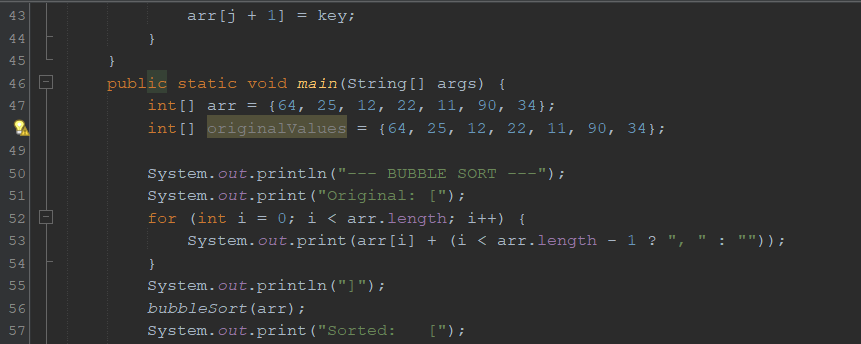 43 arr[j + 1] = key;
44 }
45 }
46 public static void main(String[] args) {
47 int[] arr = {64, 25, 12, 22, 11, 90, 34};
int[] originalValues = {64, 25, 12, 22, 11, 90, 34};
49
50 System.out.println("--- BUBBLE SORT ---");
51 System.out.print("Original: [");
52 for (int i = 0; i < arr.length; i++) {
53 System.out.print(arr[i] + (i < arr.length - 1 ? ", " : ""));
54 }
55 System.out.println("]");
56 bubbleSort(arr);
57 System.out.print("Sorted:   [");